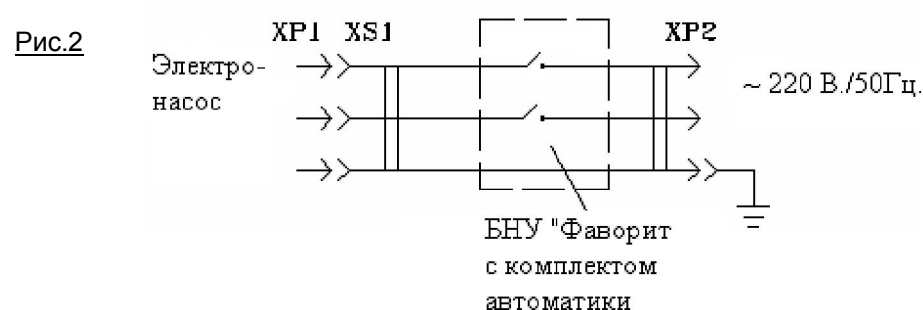 Рис.2
XP1 XS1 XP2
Электро-
насос
~ 220 В./50Гц.
БНУ "Фаворит
с комплектом
автоматики